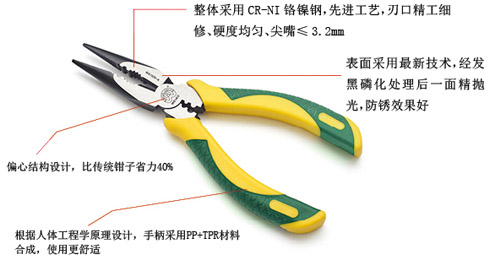 整体采用CR-NI铬镍钢,先进工艺,刃口精工细
修、硬度均匀、尖嘴≤3.2mm
表面采用最新技术,经发
黑磷化处理后一面精抛
光,防锈效果好
偏心结构设计，比传统钳子省力40%
根据人体工程学原理设计，手柄采用PP+TPR材料
合成，使用更舒适